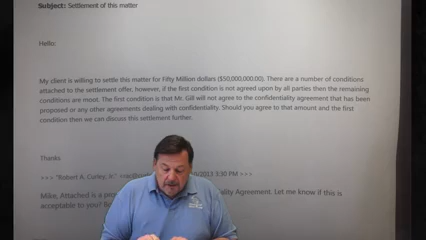 Subject: Settlement of this matter
Hello:
My client is willing to settle this matter for Fifty Million dollars ($50,000,000.00). There are a number of conditions
attached to the settlement offer, however, if the first condition is not agreed upon by all parties then the remaining
conditions are moot. The first condition is that Mr. Gill will not agree to the confidentiality agreement that has been
proposed or any other agreements dealing with confidentiality. Should you agree to that amount and the first
condition then we can discuss this settlement further.
Thanks
>>> "Robert A. Curley, Jr." 2013 3:30 PM >>>
Mike, Attached is a Agreement. Let me know if this is
acceptable to you?